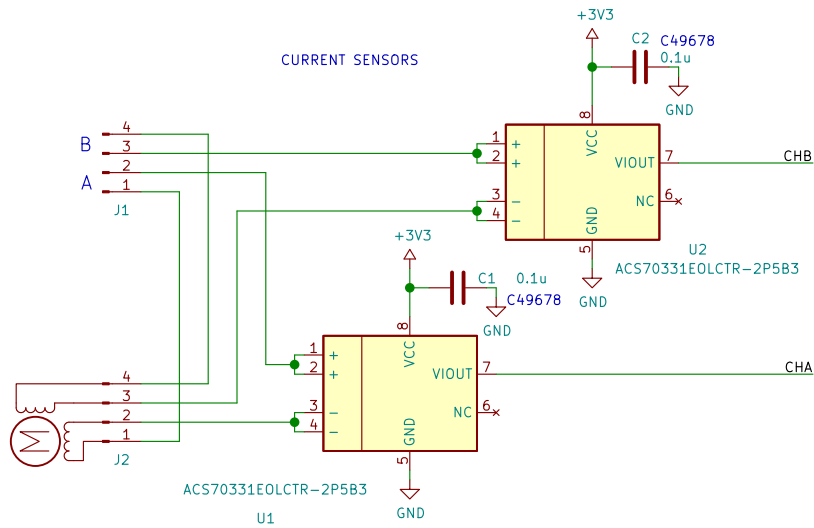 +3V3
C2 C49678
0.1u
CURRENT SENSORS
GND
8
VCC
B
4
3
2
1
A
J1
1 +
2 +
3 -
4 -
VIOUT 7 CHB
NC 6
GND
5
U2
ACS70331EOLCTR-2P5B3
GND
+3V3
C1 0.1u
C49678
GND
8
VCC
1 +
2 +
3 -
4 -
VIOUT 7 CHA
NC 6
GND
5
4
3
2
1
M
J2
ACS70331EOLCTR-2P5B3
U1
GND